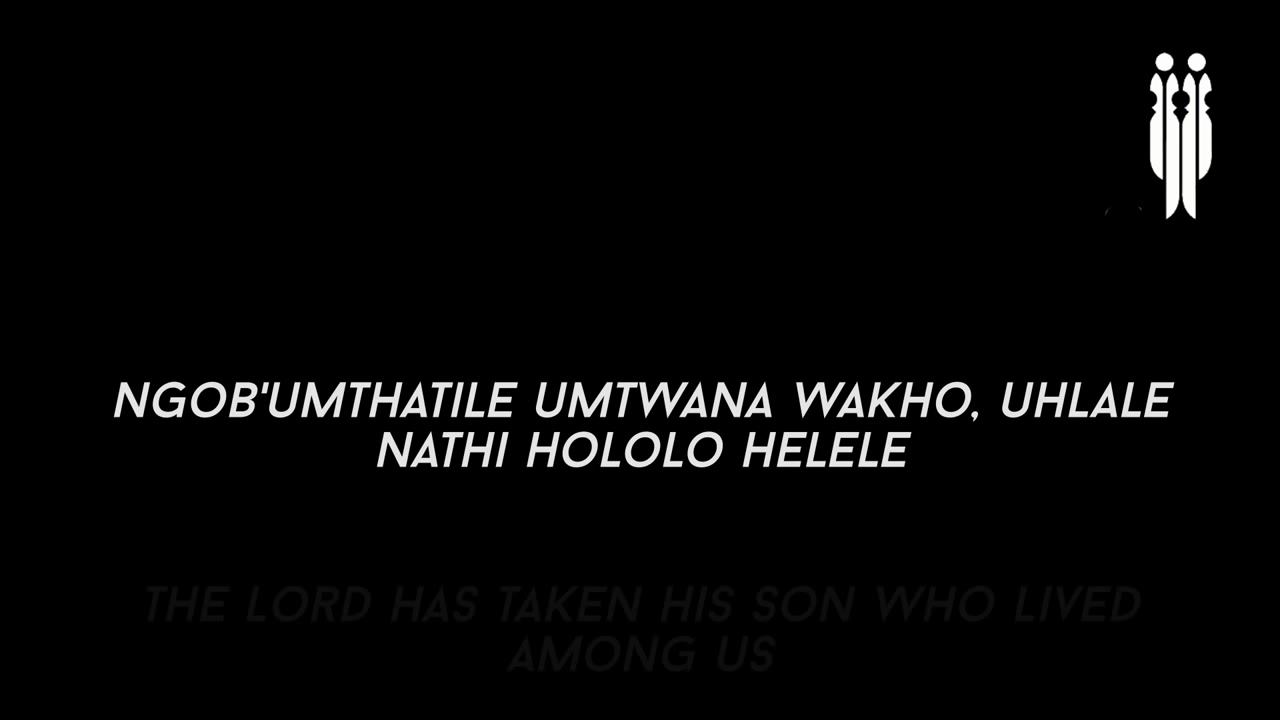 NGOB'UMTHATILE UMTWANA WAKHO, UHLALE
NATHI HOLOLO HELELE
THE LORD HAS TAKEN HIS SON WHO LIVED
AMONG US